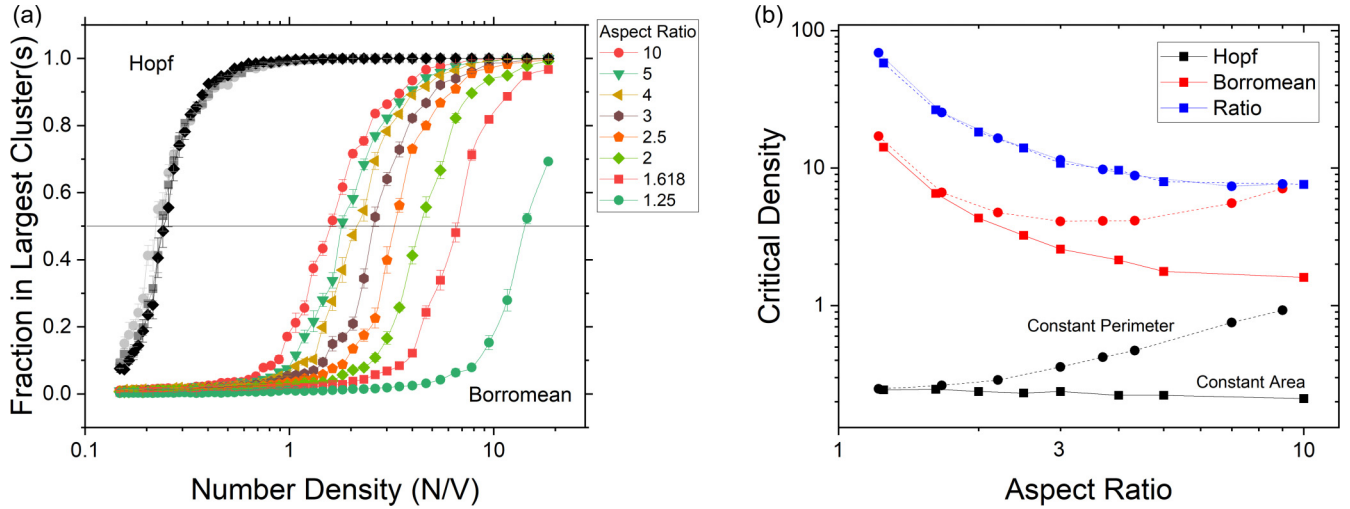 (a)
Fraction in Largest Cluster(s)
1.0
0.8
0.6
0.4
0.2
0.0
Hopf
Borromean
0.1
1
10
Number Density (N/V)
Aspect Ratio
10
5
4
3
2.5
2
1.618
1.25
(b)
Critical Density
100
10
1
Hopf
Borromean
Ratio
Constant Perimeter
Constant Area
1
3
10
Aspect Ratio